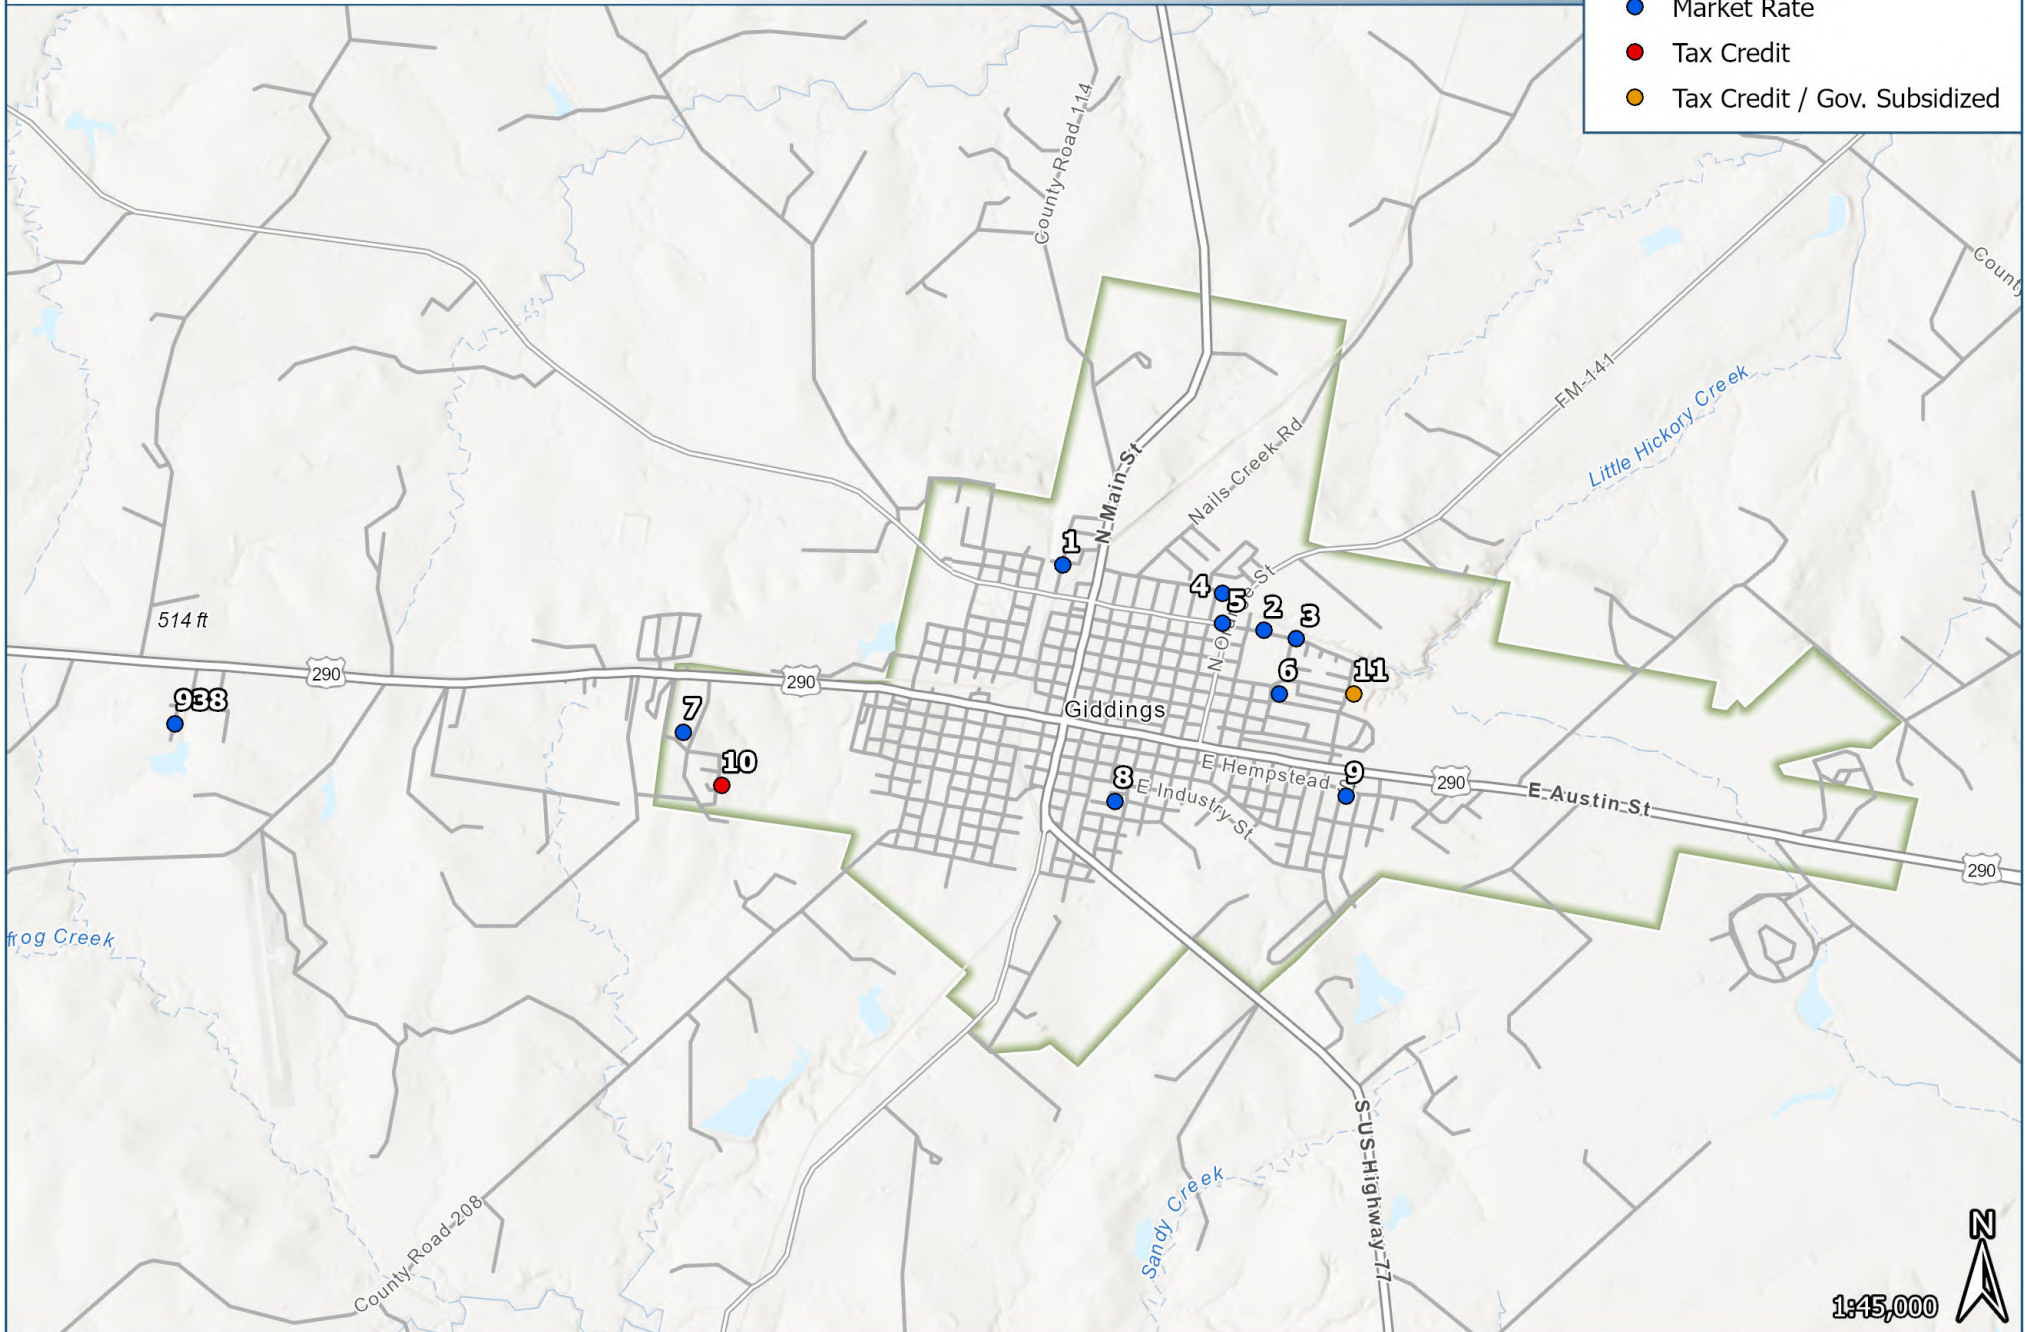 Market Rate
Tax Credit
Tax Credit / Gov. Subsidized
County Road 114
County
FM-141
Little Hickory Creek
Nails Creek Rd
N Main St
1
4
5
2
3
N Orange St
514 ft
290
290
6
11
938
7
Giddings
10
8
E Hempstead
9
290
E Industry St
E Austin St
290
frog Creek
S US Highway 77
Sandy Creek
County Road 208
N
1:45,000